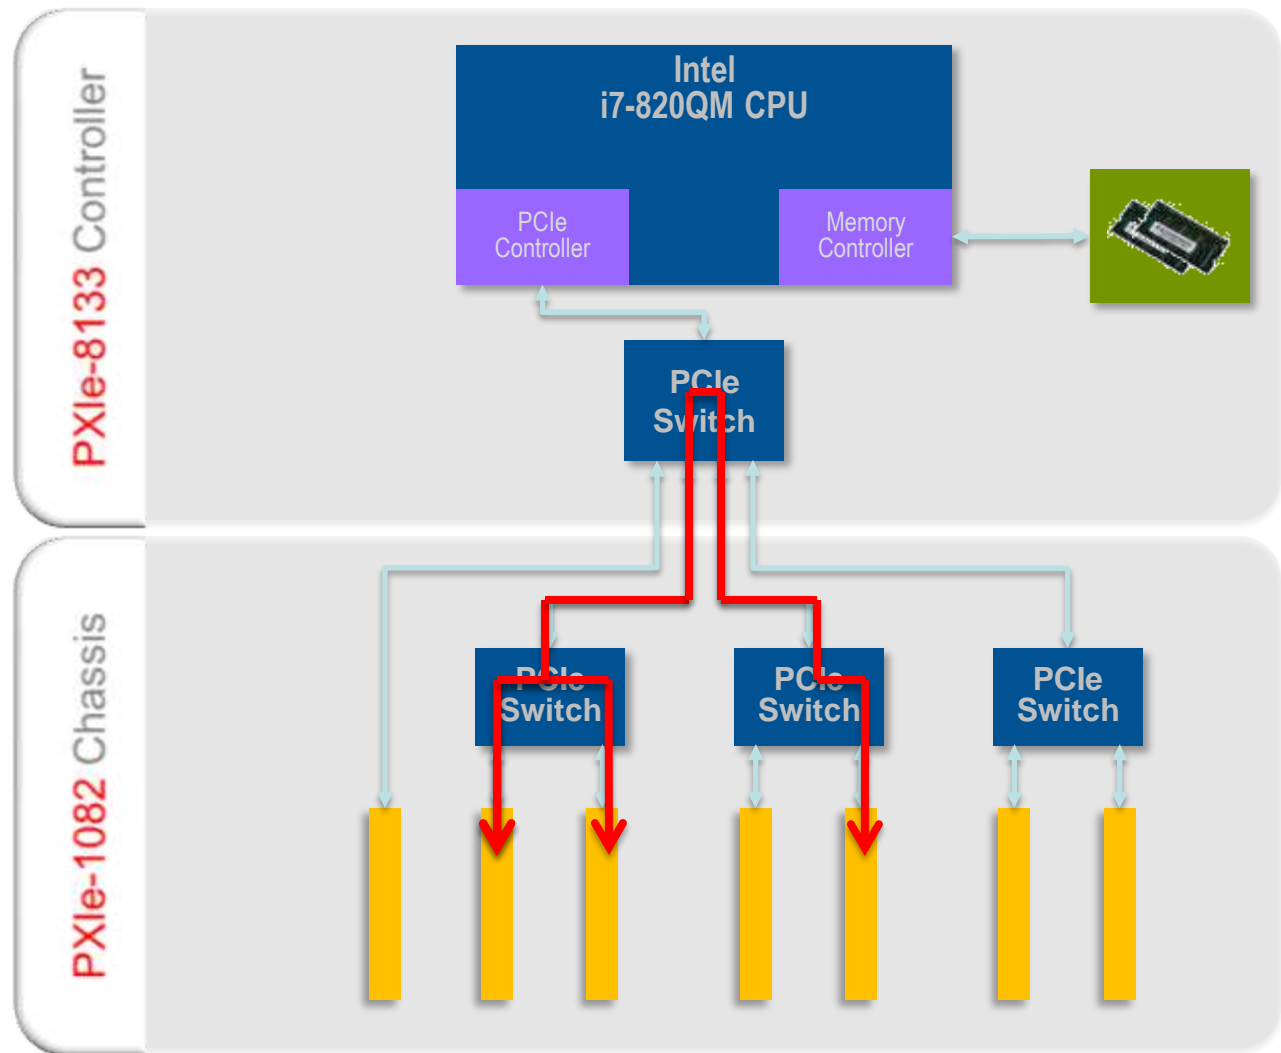 PXIe-8133 Controller
Intel
i7-820QM CPU
PCIe
Controller
Memory
Controller
PCIe
Switch
PXIe-1082 Chassis
PCIe
Switch
PCIe
Switch
PCIe
Switch